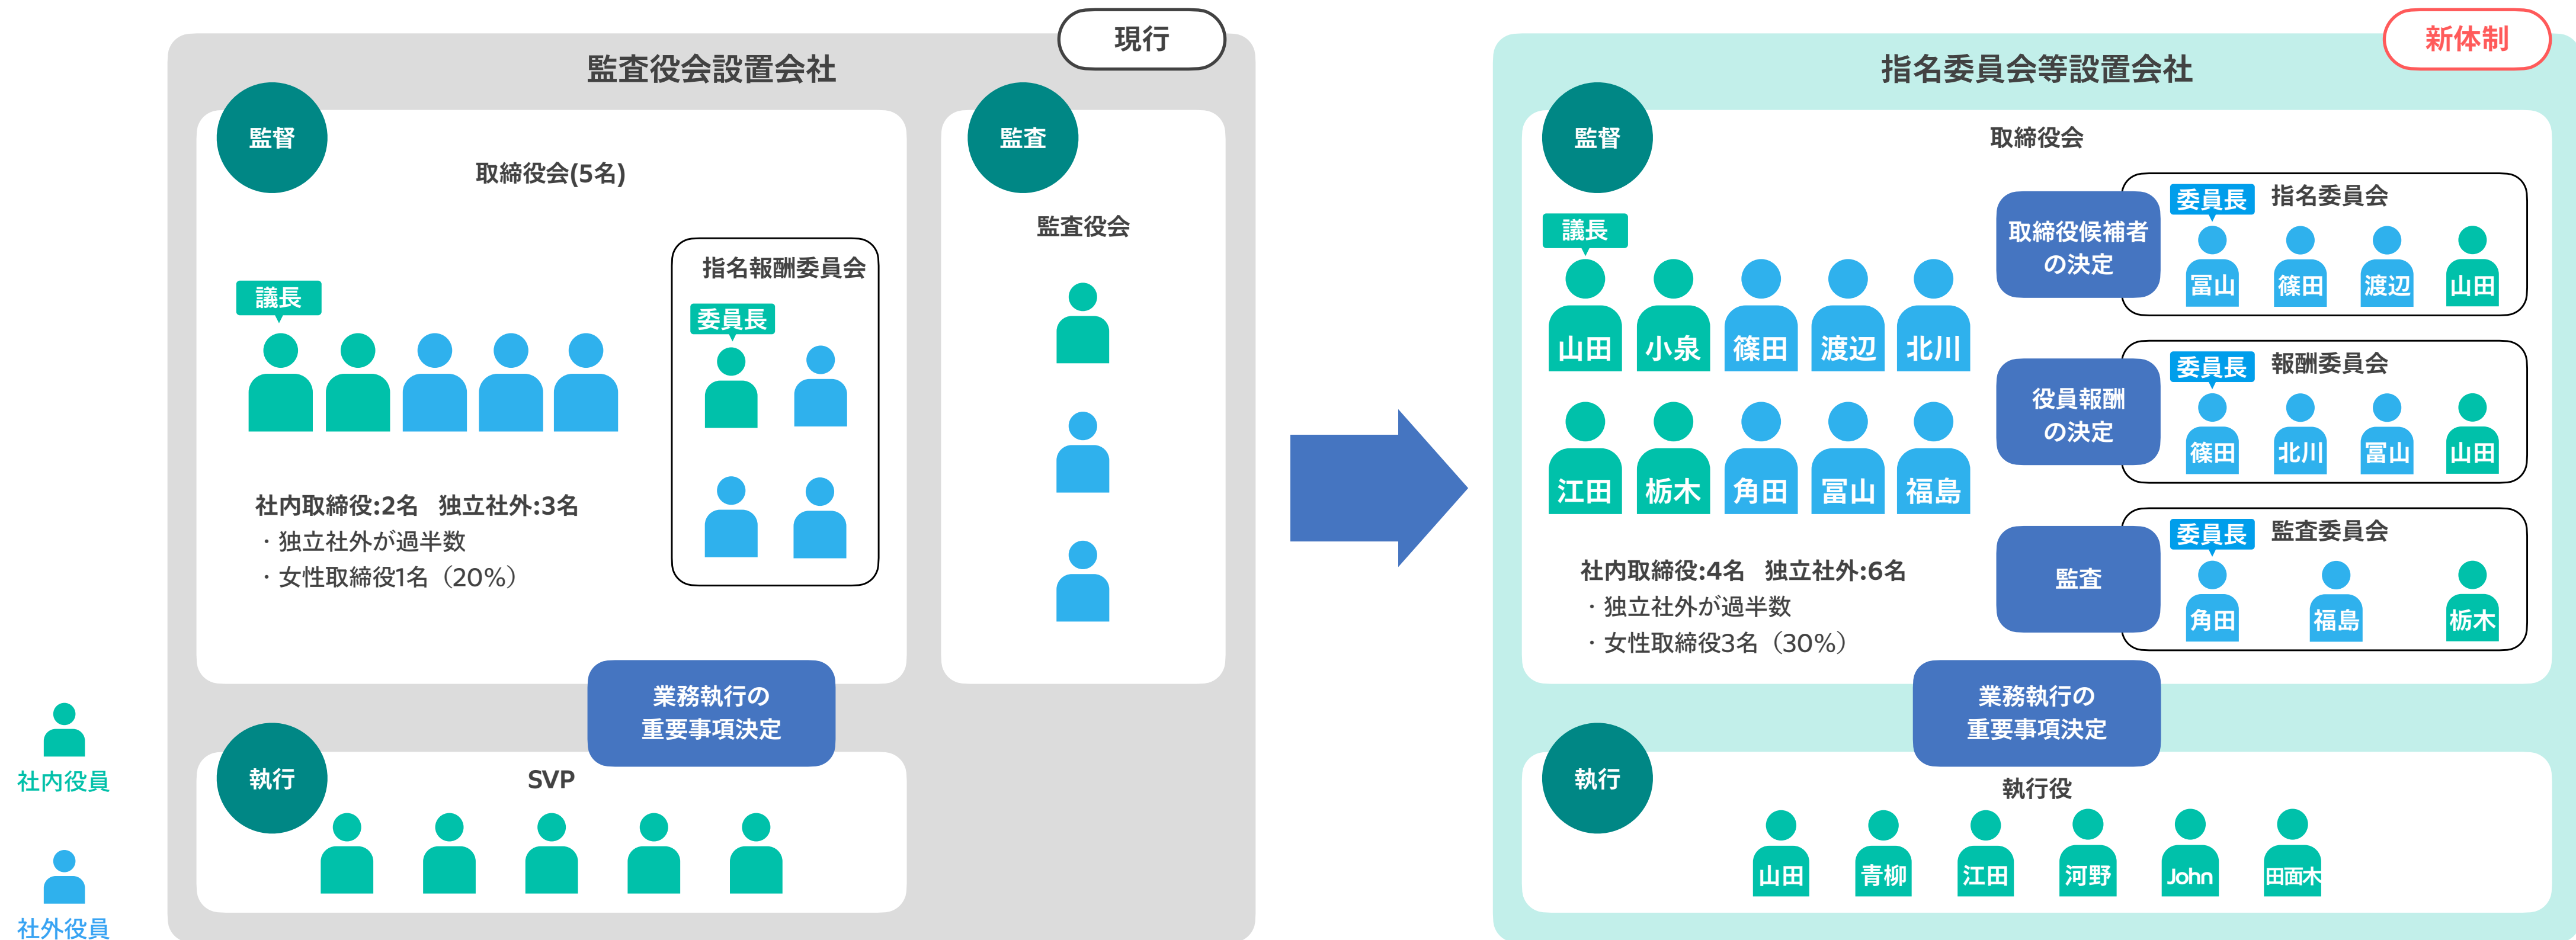 現行
監査役会設置会社
監督
取締役会(5名)
議長
指名報酬委員会
委員長
社内取締役:2名 独立社外:3名
・独立社外が過半数
・女性取締役1名（20%）
監査
監査役会
業務執行の
重要事項決定
執行
SVP
社内役員
社外役員
新体制
指名委員会等設置会社
監督
取締役会
議長
山田 小泉 篠田 渡辺 北川
江田 栃木 角田 冨山 福島
社内取締役:4名 独立社外:6名
・独立社外が過半数
・女性取締役3名（30%）
取締役候補者
の決定
委員長 指名委員会
冨山 篠田 渡辺 山田
役員報酬
の決定
委員長 報酬委員会
篠田 北川 冨山 山田
監査
委員長 監査委員会
角田 福島 栃木
業務執行の
重要事項決定
執行
執行役
山田 青柳 江田 河野 John 田面木